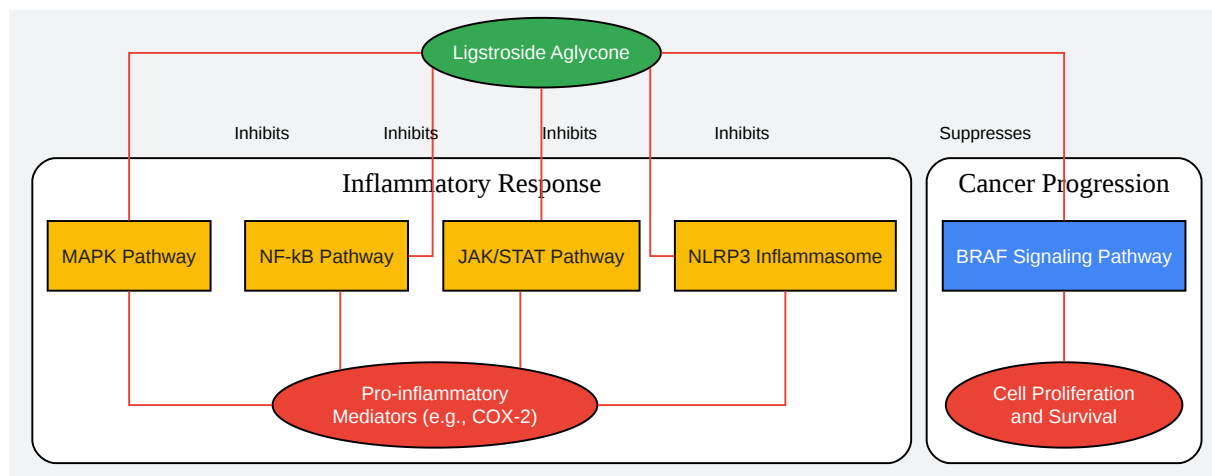 Ligstroside Aglycone
Inhibits
Inhibits
Inhibits
Inhibits
Suppresses
Inflammatory Response
Cancer Progression
MAPK Pathway
NF-kB Pathway
JAK/STAT Pathway
NLRP3 Inflammasome
BRAF Signaling Pathway
Pro-inflammatory
Mediators (e.g., COX-2)
Cell Proliferation
and Survival